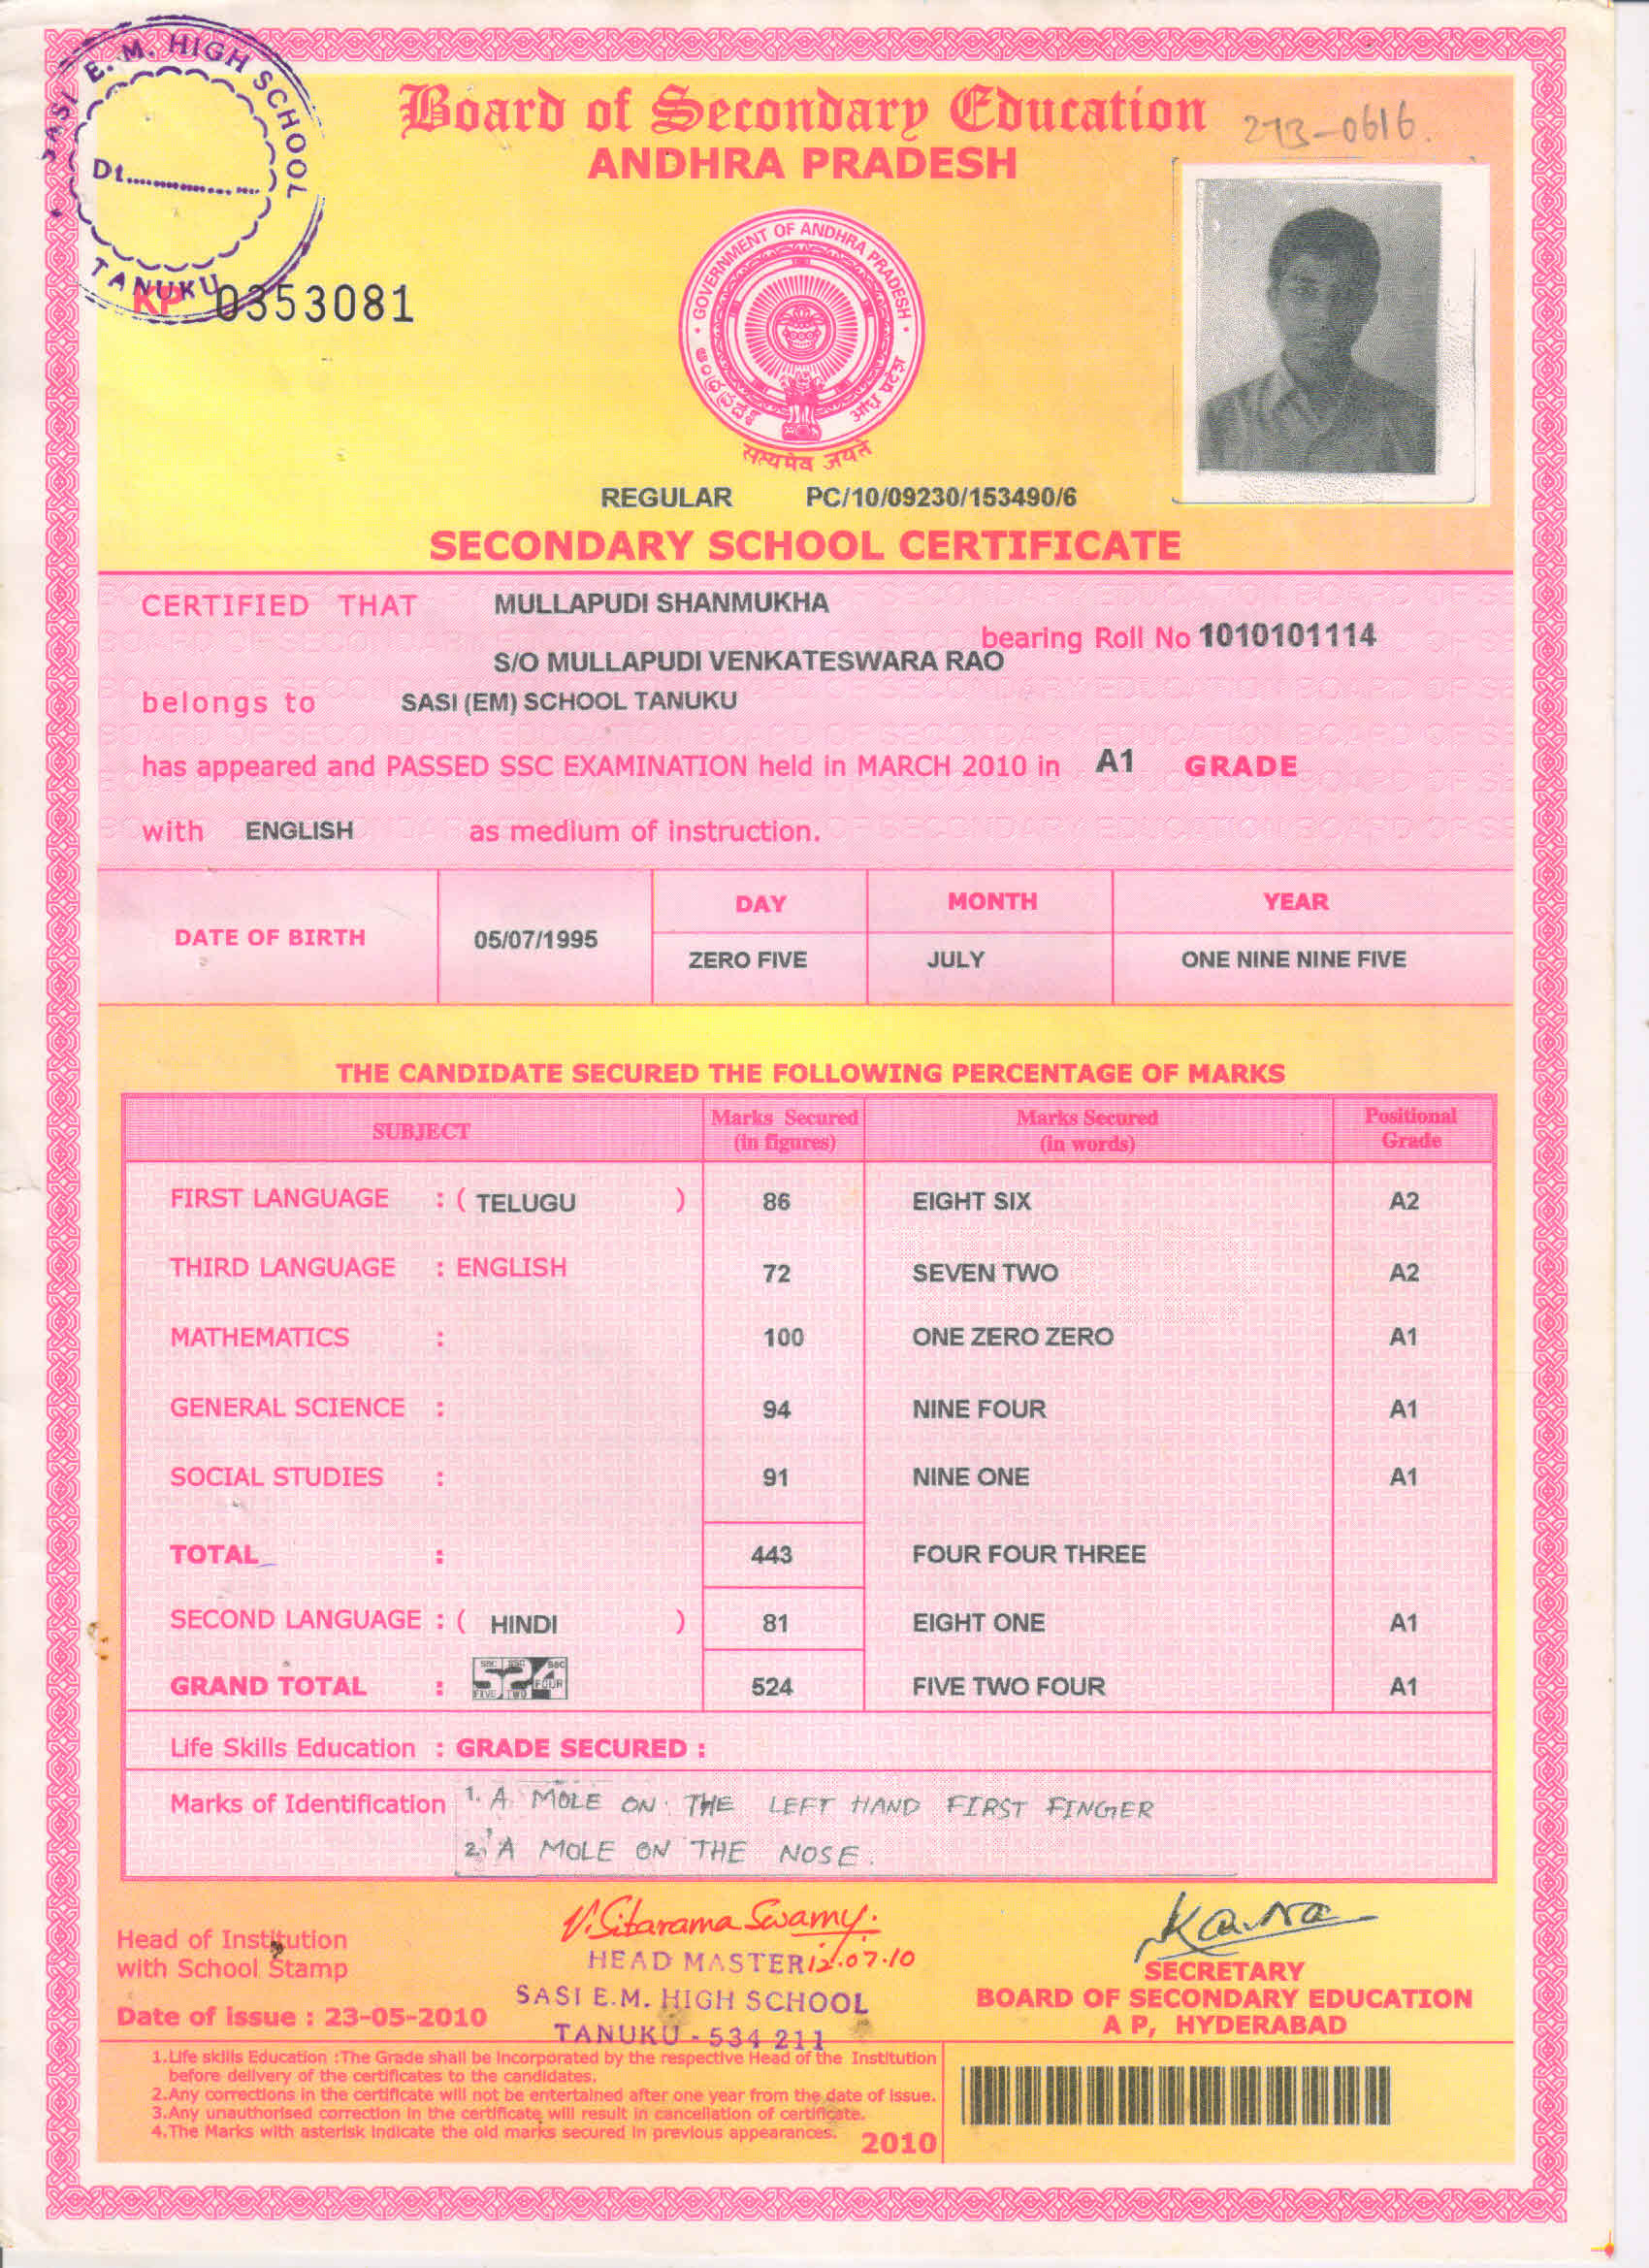 SASI E. M. HIGH SCHOOL
Dt..................
TANUKU
Board of Secondary Education
273-0616.
ANDHRA PRADESH
GOVERNMENT OF ANDHRA PRADESH
ఆంధ్రప్రదేశ్
आंध्र प्रदेश
सत्यमेव जयते
KP 0353081
REGULAR PC/10/09230/153490/6
SECONDARY SCHOOL CERTIFICATE
CERTIFIED THAT MULLAPUDI SHANMUKHA
bearing Roll No 1010101114
S/O MULLAPUDI VENKATESWARA RAO
belongs to SASI (EM) SCHOOL TANUKU
has appeared and PASSED SSC EXAMINATION held in MARCH 2010 in A1 GRADE
with ENGLISH as medium of instruction.
DAY MONTH YEAR
DATE OF BIRTH 05/07/1995
ZERO FIVE JULY ONE NINE NINE FIVE
THE CANDIDATE SECURED THE FOLLOWING PERCENTAGE OF MARKS
SUBJECT Marks Secured (in figures) Marks Secured (in words) Positional Grade
FIRST LANGUAGE : ( TELUGU ) 86 EIGHT SIX A2
THIRD LANGUAGE : ENGLISH 72 SEVEN TWO A2
MATHEMATICS : 100 ONE ZERO ZERO A1
GENERAL SCIENCE : 94 NINE FOUR A1
SOCIAL STUDIES : 91 NINE ONE A1
TOTAL : 443 FOUR FOUR THREE
SECOND LANGUAGE : ( HINDI ) 81 EIGHT ONE A1
GRAND TOTAL : 524 FIVE TWO FOUR 524 FIVE TWO FOUR A1
Life Skills Education : GRADE SECURED :
Marks of Identification 1. A MOLE ON THE LEFT HAND FIRST FINGER
2. A MOLE ON THE NOSE.
V. Sitarama Swamy.
Head of Institution
with School Stamp
HEAD MASTER 12.07.10
SASI E.M. HIGH SCHOOL
TANUKU - 534 211
SECRETARY
BOARD OF SECONDARY EDUCATION
A P, HYDERABAD
Date of issue : 23-05-2010
1.Life skills Education :The Grade shall be incorporated by the respective Head of the Institution
before delivery of the certificates to the candidates.
2.Any corrections in the certificate will not be entertained after one year from the date of issue.
3.Any unauthorised correction in the certificate will result in cancellation of certificate.
4.The Marks with asterisk indicate the old marks secured in previous appearances.
2010